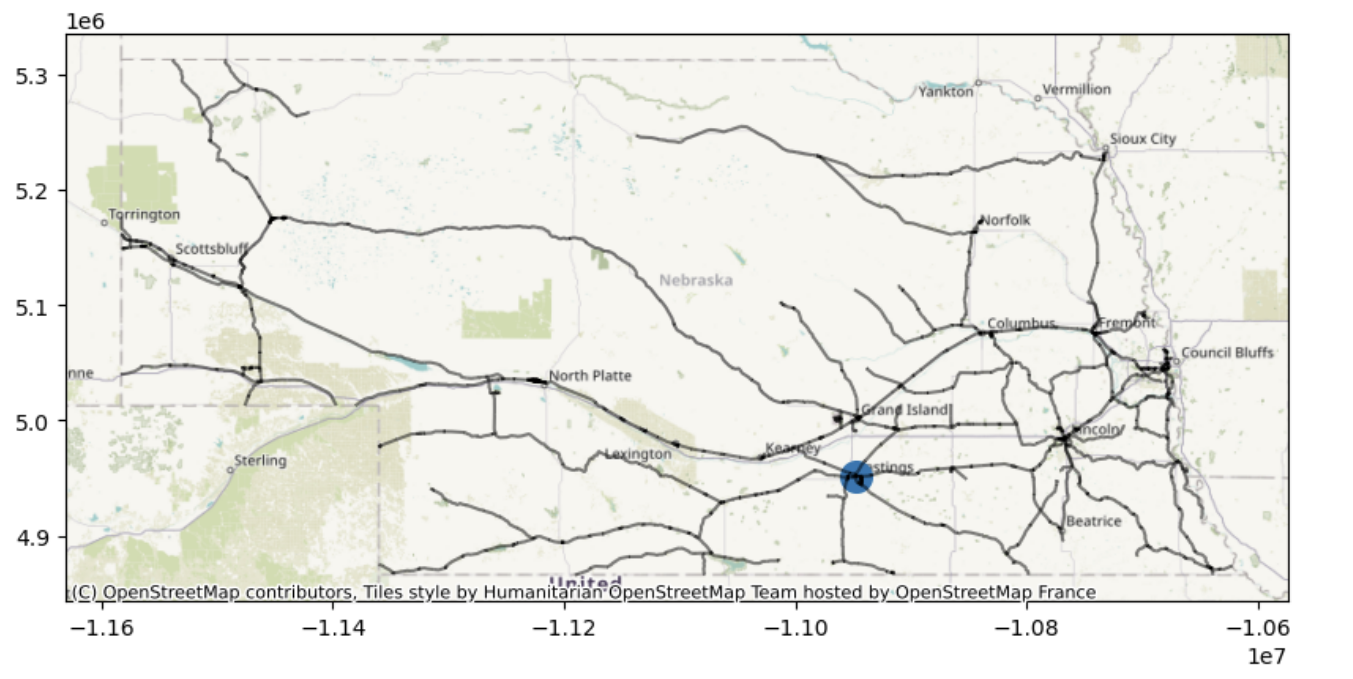 1e6
5.3
Yankton
Vermillion
Sioux City
5.2
Torrington
Norfolk
Scottsbluff
Nebraska
5.1
Columbus
Fremont
Council Bluffs
nne
North Platte
5.0
Grand Island
Lincoln
Kearney
Lexington
Sterling
astings
Beatrice
4.9
United
(C) OpenStreetMap contributors, Tiles style by Humanitarian OpenStreetMap Team hosted by OpenStreetMap France
−1.16
−1.14
−1.12
−1.10
−1.08
−1.06
1e7